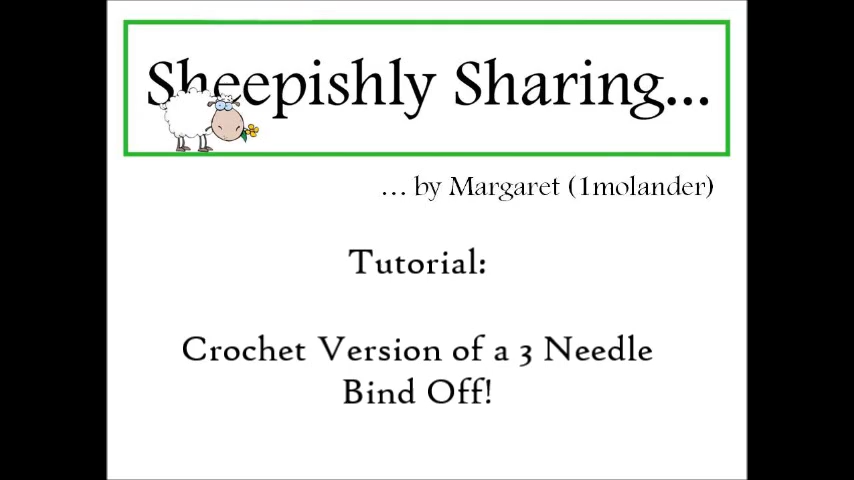 Sheepishly Sharing...
... by Margaret (1molander)
Tutorial:
Crochet Version of a 3 Needle
Bind Off!